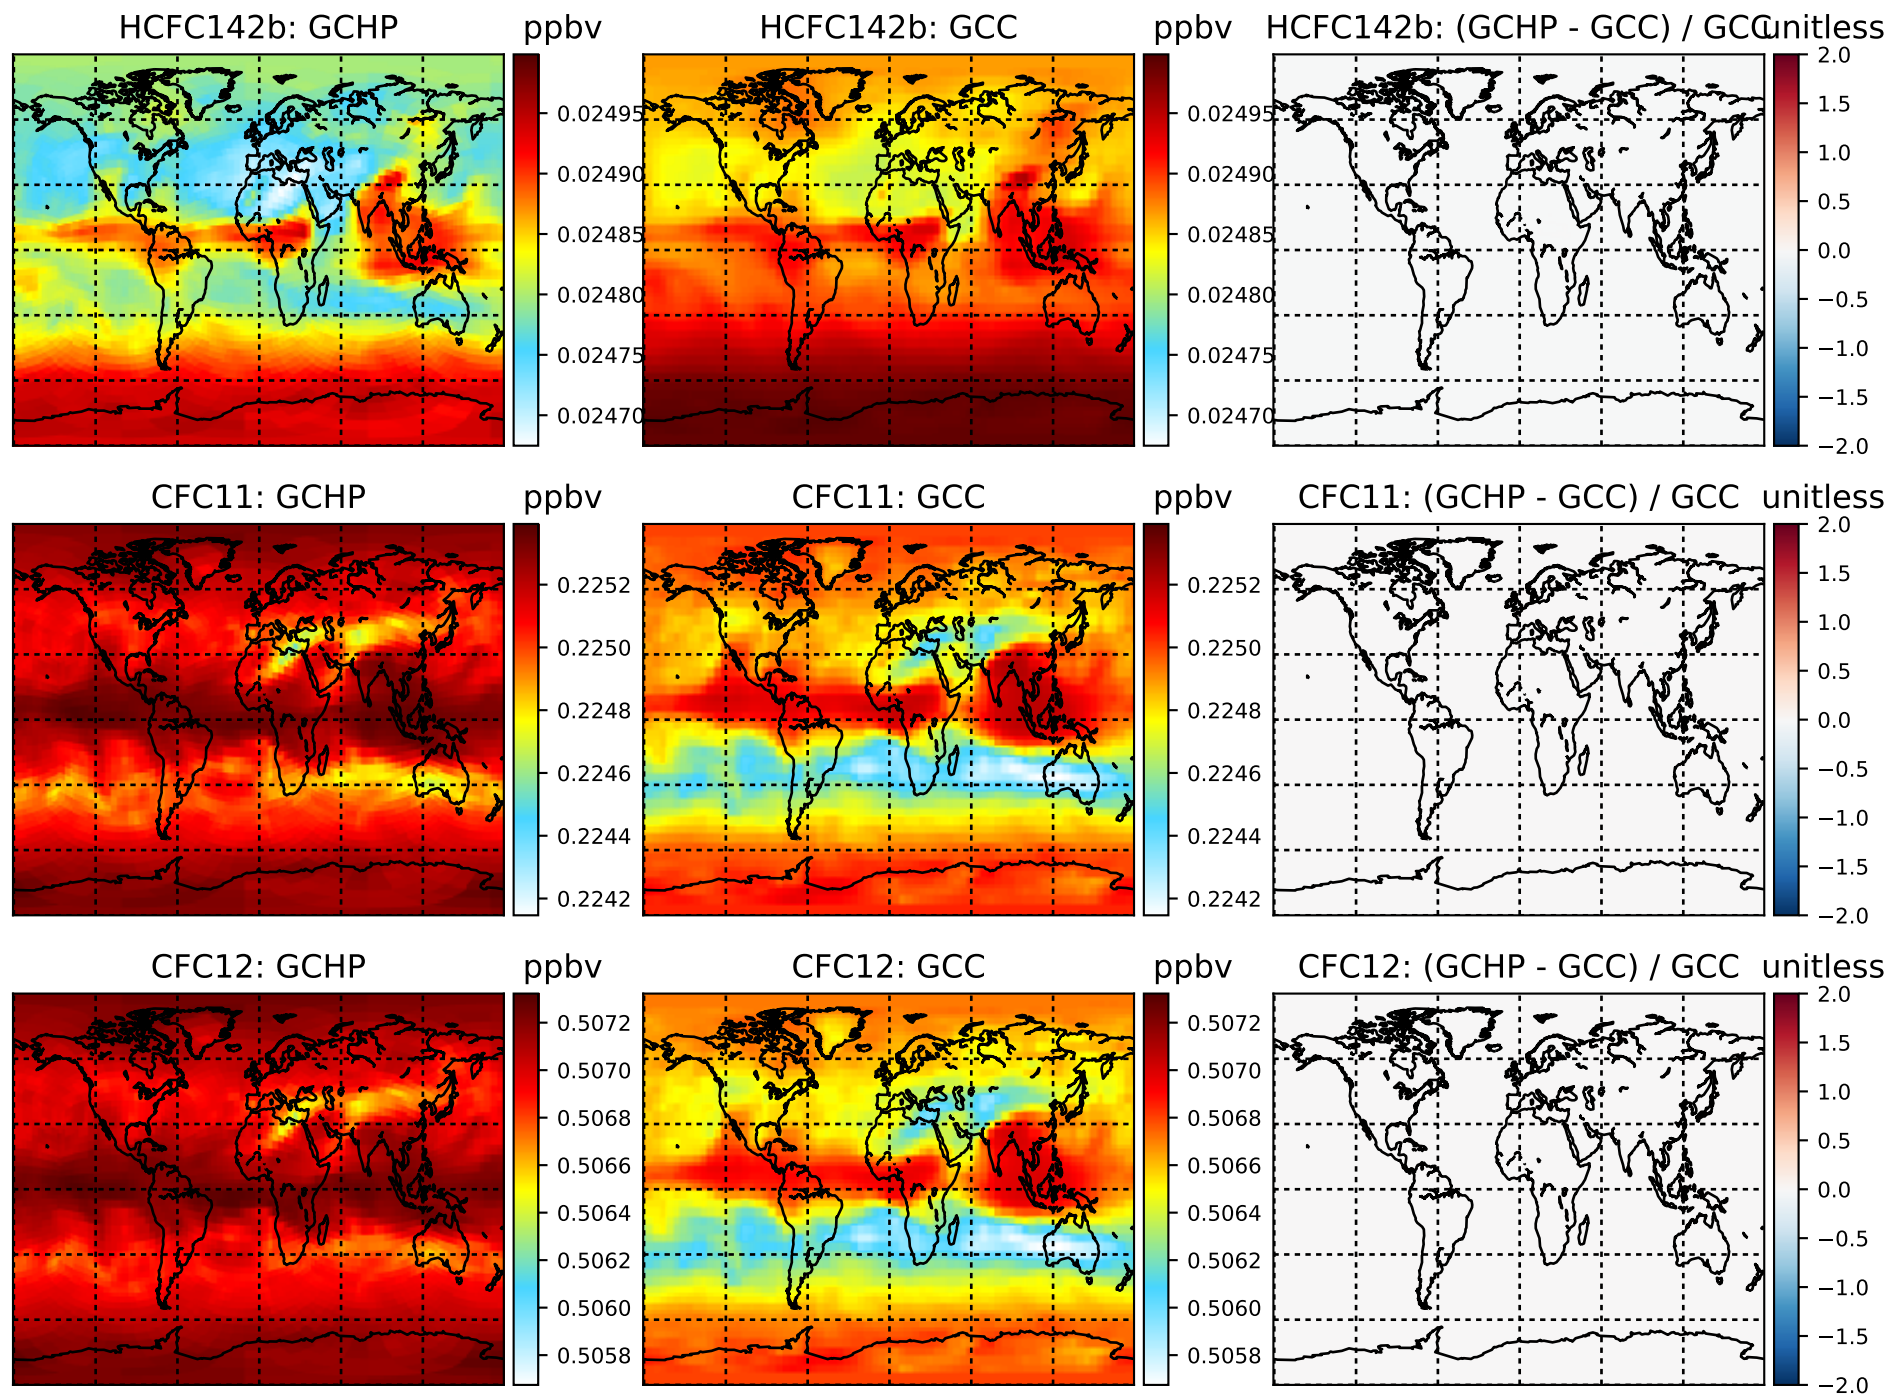 HCFC142b: GCHP ppbv HCFC142b: GCC ppbv HCFC142b: (GCHP - GCC) / GCC unitless
0.02495 0.02495 2.0
0.02490 0.02490 1.5
0.02485 0.02485 1.0
0.02480 0.02480 0.5
0.02475 0.02475 0.0
0.02470 0.02470 −0.5
−1.0
−1.5
−2.0
CFC11: GCHP ppbv CFC11: GCC ppbv CFC11: (GCHP - GCC) / GCC unitless
0.2252 0.2252 2.0
0.2250 0.2250 1.5
0.2248 0.2248 1.0
0.2246 0.2246 0.5
0.2244 0.2244 0.0
0.2242 0.2242 −0.5
−1.0
−1.5
−2.0
CFC12: GCHP ppbv CFC12: GCC ppbv CFC12: (GCHP - GCC) / GCC unitless
0.5072 0.5072 2.0
0.5070 0.5070 1.5
0.5068 0.5068 1.0
0.5066 0.5066 0.5
0.5064 0.5064 0.0
0.5062 0.5062 −0.5
0.5060 0.5060 −1.0
0.5058 0.5058 −1.5
−2.0